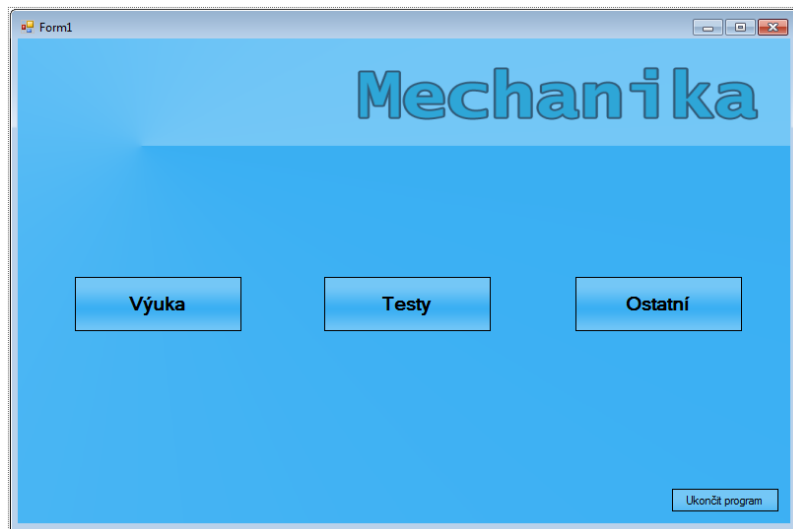 Form1
Mechanika
Výuka
Testy
Ostatní
Ukončit program